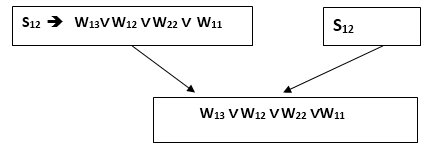 S₁₂ 🡺 W₁₃∨W₁₂ ∨W₂₂ ∨ W₁₁
S₁₂
W₁₃ ∨W₁₂ ∨W₂₂ ∨W₁₁